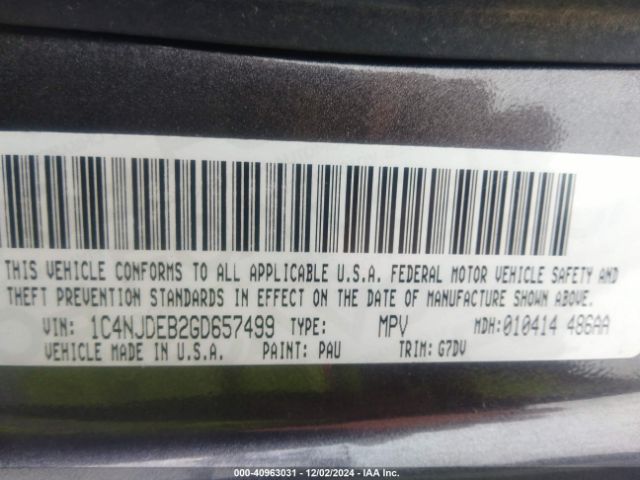 THIS VEHICLE CONFORMS TO ALL APPLICABLE U.S.A. FEDERAL MOTOR VEHICLE SAFETY AND
THEFT PREVENTION STANDARDS IN EFFECT ON THE DATE OF MANUFACTURE SHOWN ABOVE.
VIN: 1C4NJDEB2GD657499 TYPE: MPV MDH:010414 486AA
VEHICLE MADE IN U.S.A. PAINT: PAU TRIM: G7DV
000-40963031 - 12/02/2024 - IAA Inc.